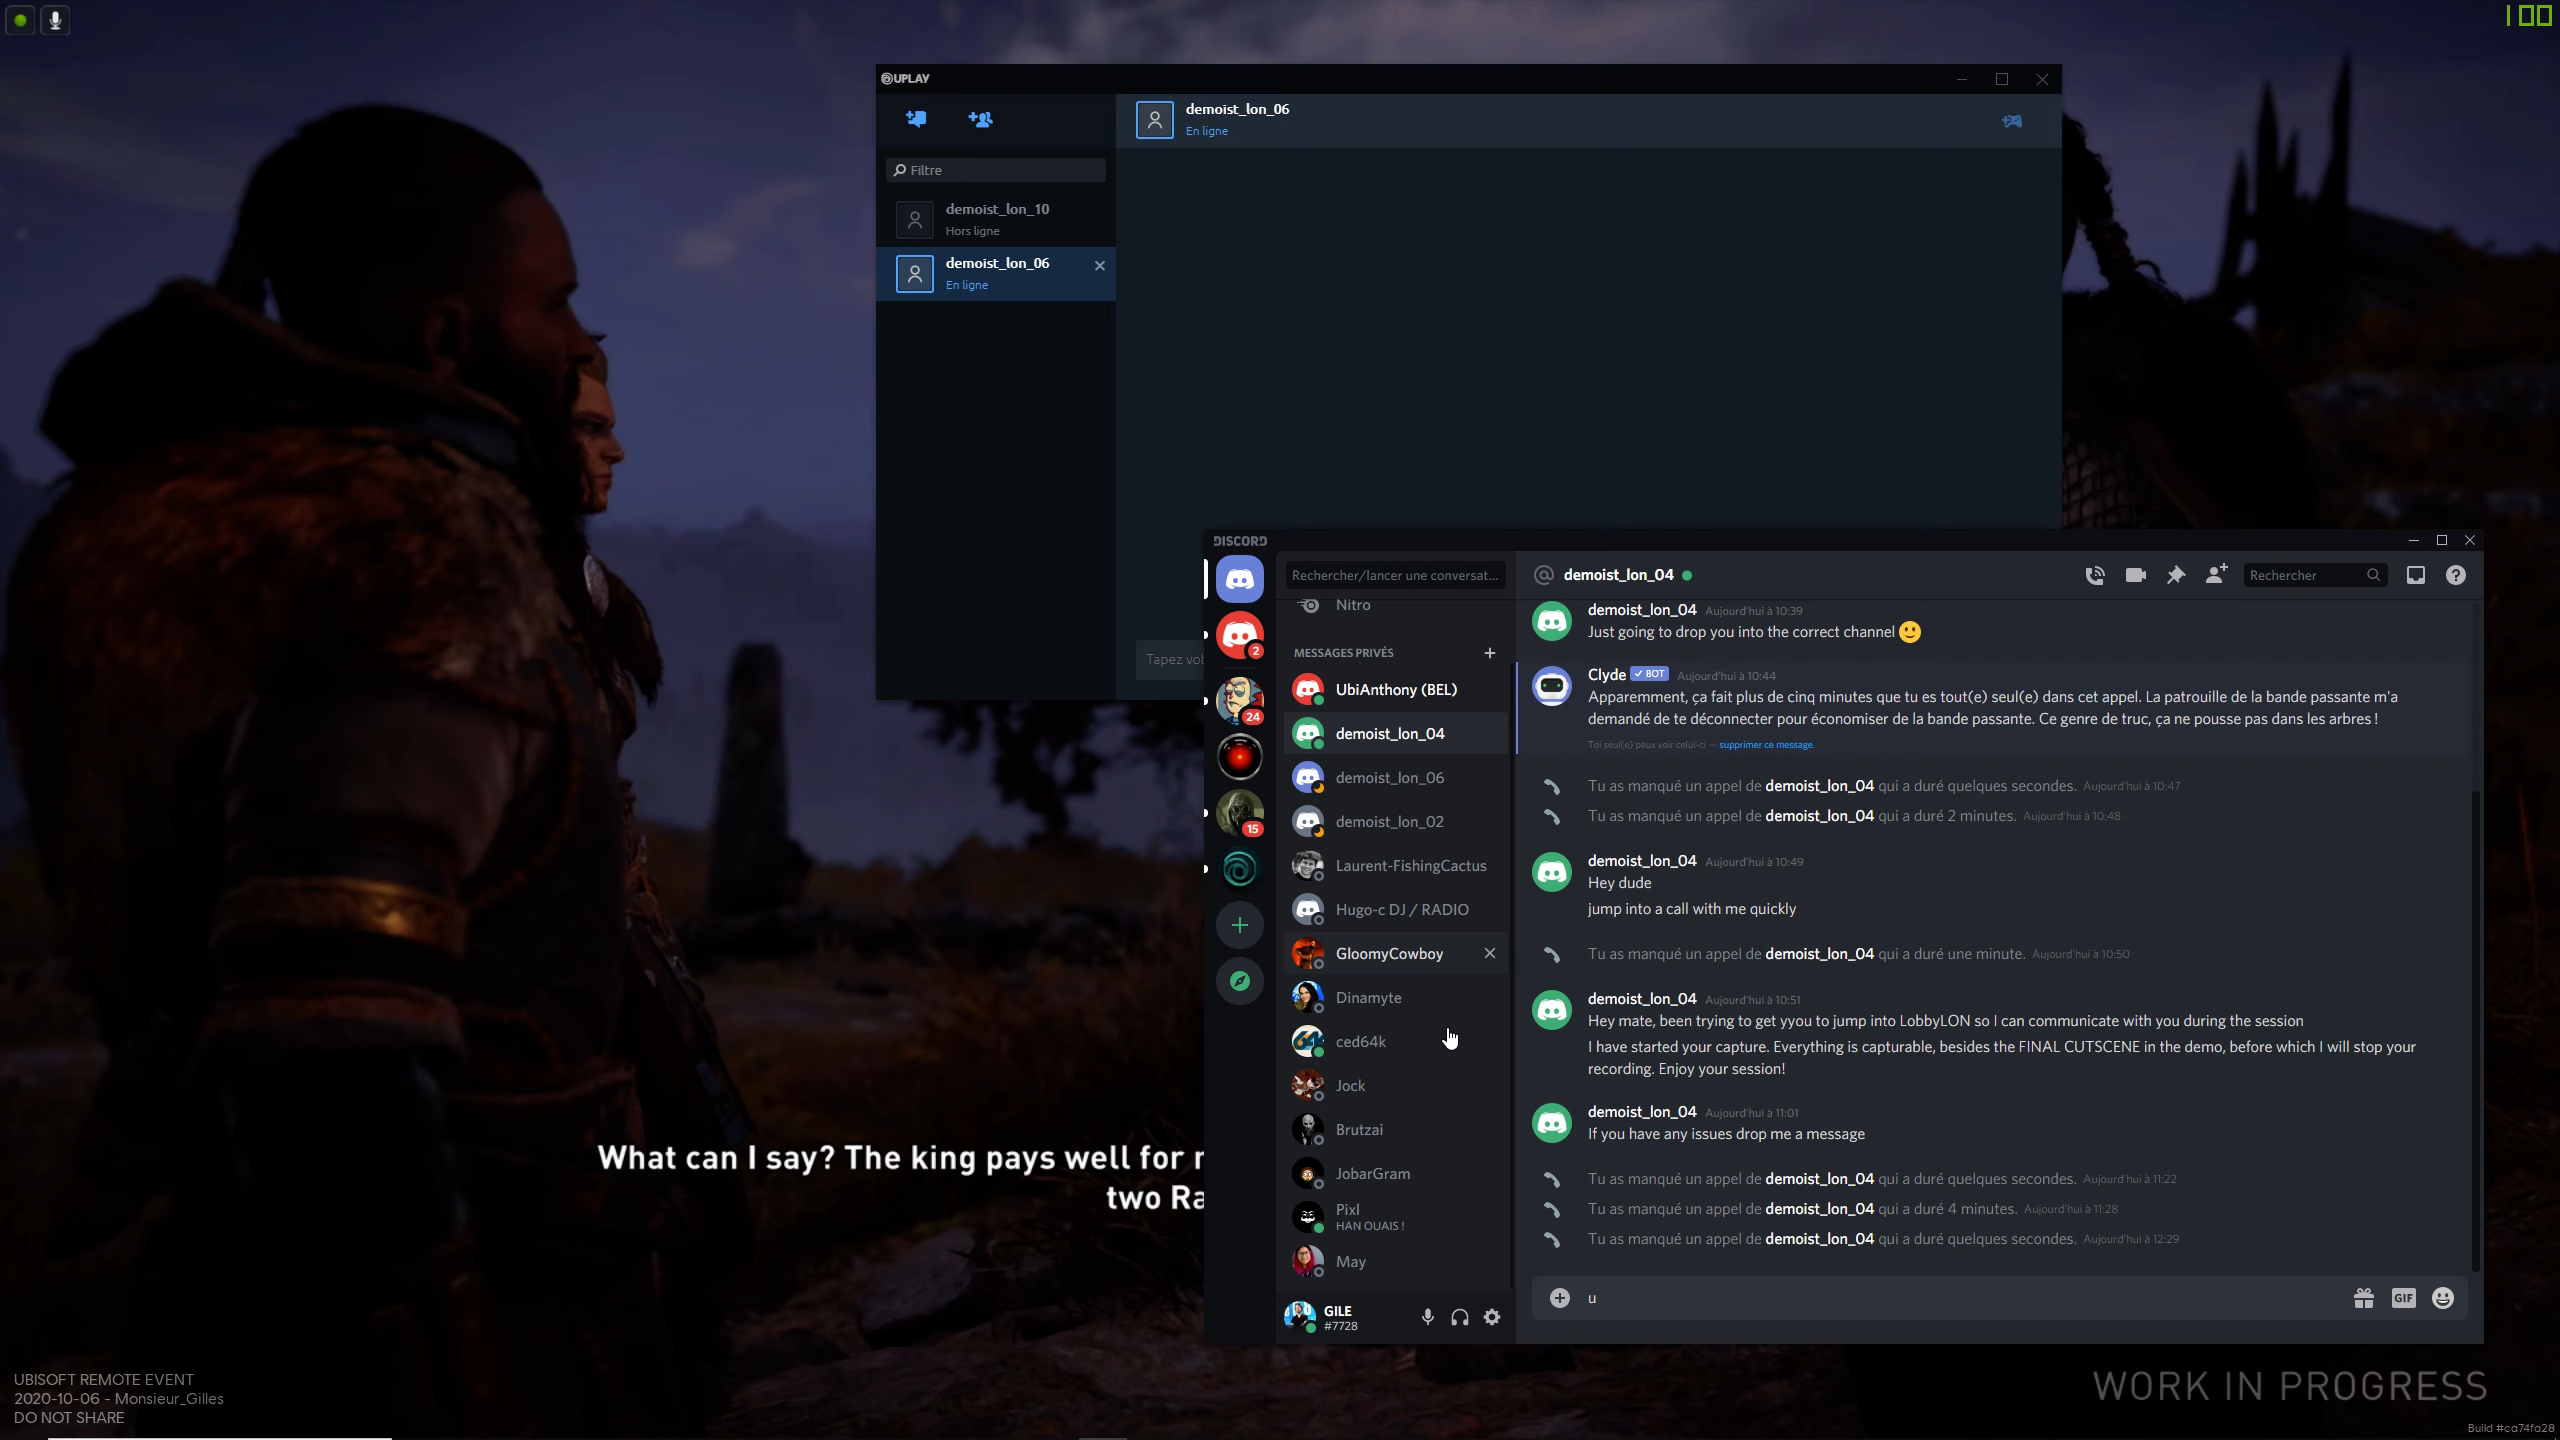 100
UPLAY
demoist_lon_06
En ligne
Filtre
demoist_lon_10
Hors ligne
demoist_lon_06
En ligne
Tapez vot
DISCORD
Rechercher/lancer une conversat...
Nitro
MESSAGES PRIVÉS
UbiAnthony (BEL)
demoist_lon_04
demoist_lon_06
demoist_lon_02
Laurent-FishingCactus
Hugo-c DJ / RADIO
GloomyCowboy
Dinamyte
ced64k
Jock
Brutzai
JobarGram
Pixl
HAN OUAIS !
May
GILE
#7728
2
24
15
demoist_lon_04
Rechercher
demoist_lon_04 Aujourd'hui à 10:39
Just going to drop you into the correct channel
Clyde BOT Aujourd'hui à 10:44
Apparemment, ça fait plus de cinq minutes que tu es tout(e) seul(e) dans cet appel. La patrouille de la bande passante m'a
demandé de te déconnecter pour économiser de la bande passante. Ce genre de truc, ça ne pousse pas dans les arbres !
Toi seul(e) peux voir celui-ci — supprimer ce message.
Tu as manqué un appel de demoist_lon_04 qui a duré quelques secondes. Aujourd'hui à 10:47
Tu as manqué un appel de demoist_lon_04 qui a duré 2 minutes. Aujourd'hui à 10:48
demoist_lon_04 Aujourd'hui à 10:49
Hey dude
jump into a call with me quickly
Tu as manqué un appel de demoist_lon_04 qui a duré une minute. Aujourd'hui à 10:50
demoist_lon_04 Aujourd'hui à 10:51
Hey mate, been trying to get yyou to jump into LobbyLON so I can communicate with you during the session
I have started your capture. Everything is capturable, besides the FINAL CUTSCENE in the demo, before which I will stop your
recording. Enjoy your session!
demoist_lon_04 Aujourd'hui à 11:01
If you have any issues drop me a message
Tu as manqué un appel de demoist_lon_04 qui a duré quelques secondes. Aujourd'hui à 11:22
Tu as manqué un appel de demoist_lon_04 qui a duré 4 minutes. Aujourd'hui à 11:28
Tu as manqué un appel de demoist_lon_04 qui a duré quelques secondes. Aujourd'hui à 12:29
u
GIF
What can I say? The king pays well for
two Ra
UBISOFT REMOTE EVENT
2020-10-06 - Monsieur_Gilles
DO NOT SHARE
WORK IN PROGRESS
Build #ca74fa28